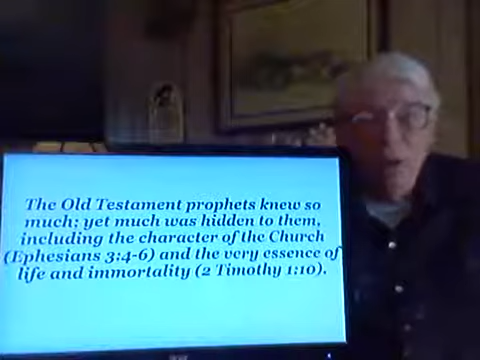 The Old Testament prophets knew so
much; yet much was hidden to them,
including the character of the Church
(Ephesians 3:4-6) and the very essence of
life and immortality (2 Timothy 1:10).